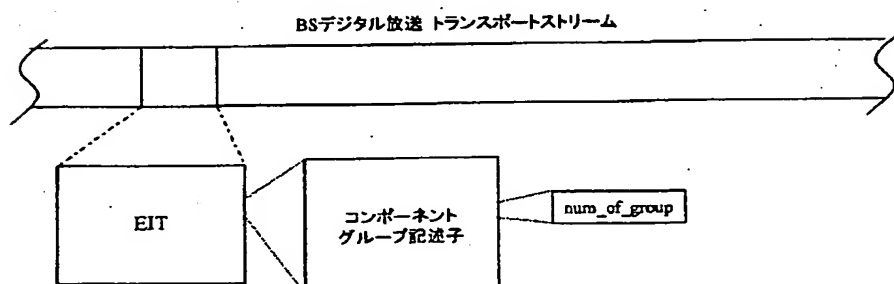 BSデジタル放送 トランスポートストリーム
EIT
コンポーネント
グループ記述子
num_of_group